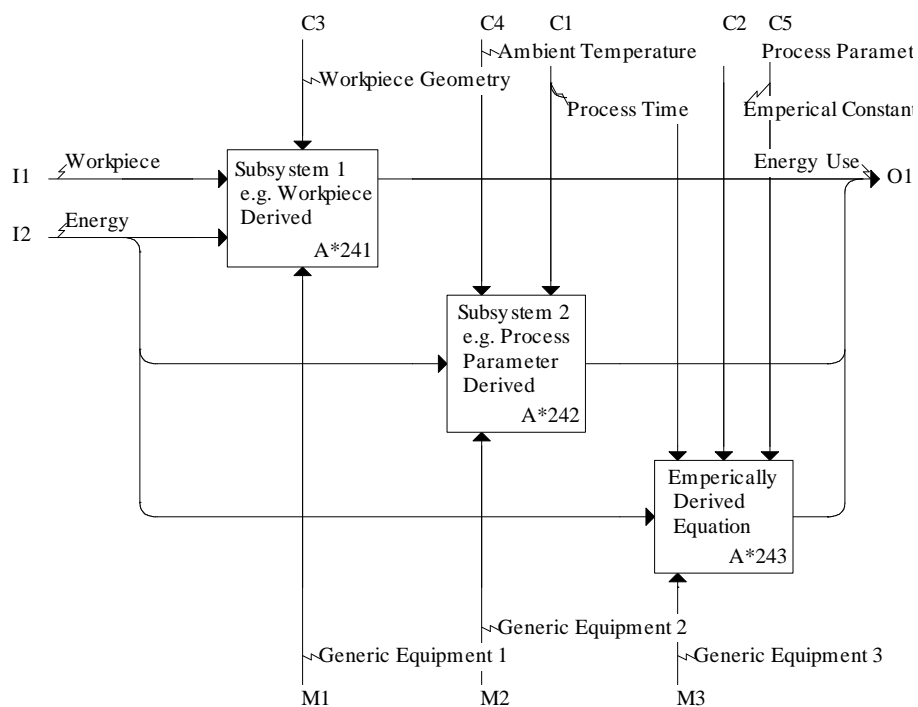 C3
C4
C1
C2
C5
Ambient Temperature
Process Paramet
Workpiece Geometry
Process Time
Emperical Constant
I1
Workpiece
Subsystem 1
e.g. Workpiece
Derived
A*241
Energy Use
O1
I2
Energy
Subsystem 2
e.g. Process
Parameter
Derived
A*242
Emperically
Derived
Equation
A*243
Generic Equipment 2
Generic Equipment 1
Generic Equipment 3
M1
M2
M3